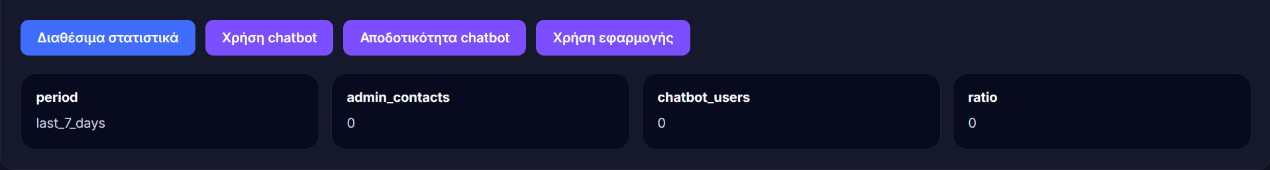 Διαθέσιμα στατιστικά Χρήση chatbot Αποδοτικότητα chatbot Χρήση εφαρμογής
period admin_contacts chatbot_users ratio
last_7_days 0 0 0